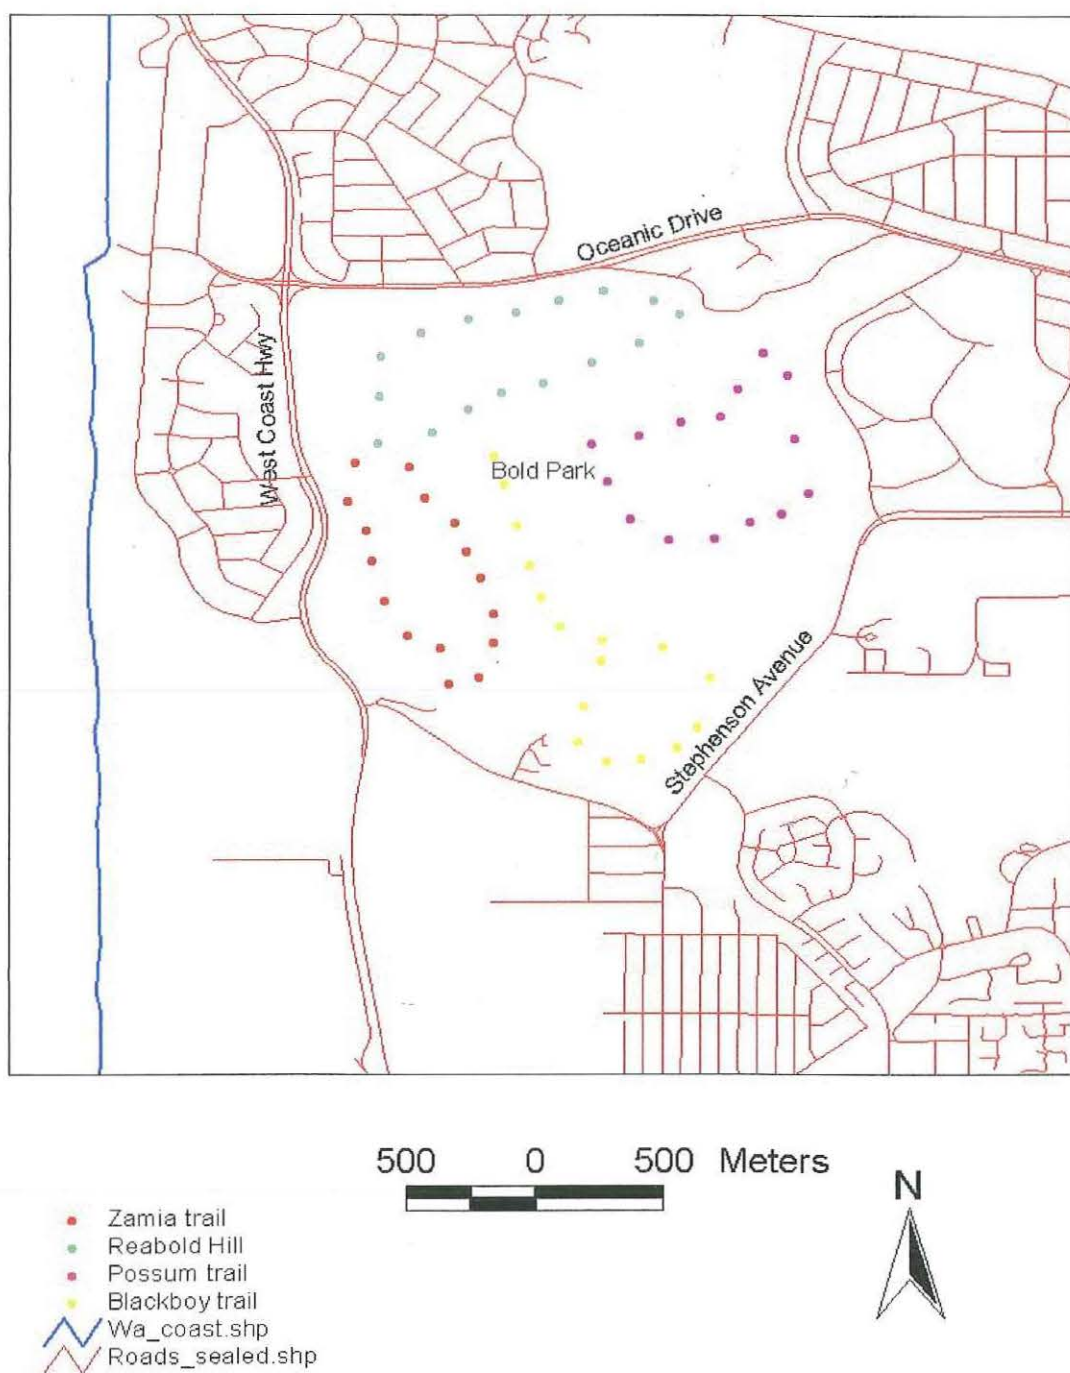 Oceanic Drive
West Coast Hwy
Bold Park
Stephenson Avenue
500 0 500 Meters
N
Zamia trail
Reabold Hill
Possum trail
Blackboy trail
Wa_coast.shp
Roads_sealed.shp